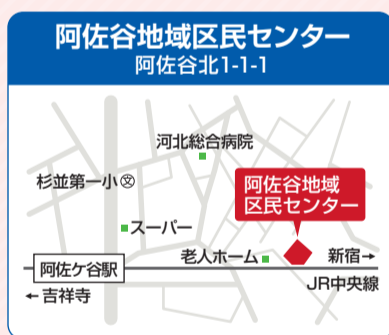 阿佐谷地域区民センター
阿佐谷北1-1-1
河北総合病院
杉並第一小 文
阿佐谷地域
区民センター
スーパー
老人ホーム
新宿→
阿佐ケ谷駅
JR中央線
←吉祥寺